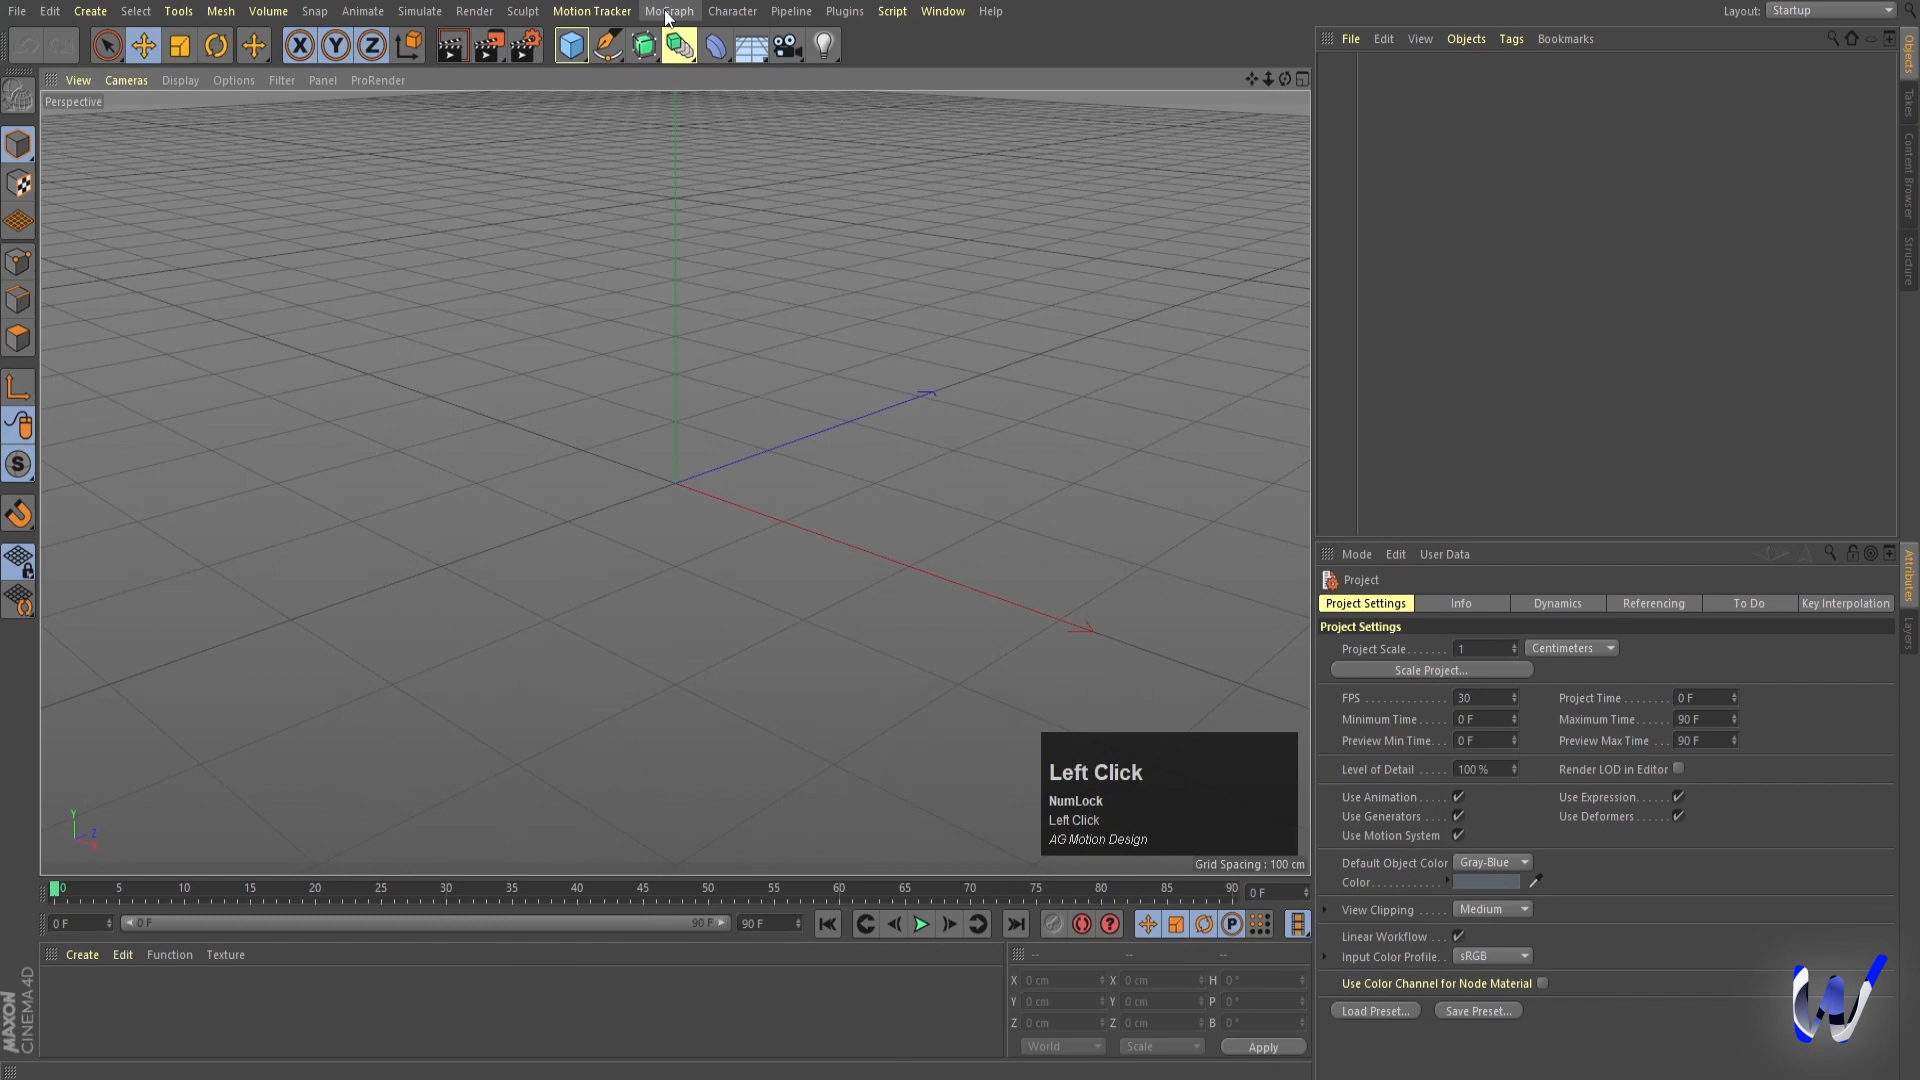 File Edit Create Select Tools Mesh Volume Snap Animate Simulate Render Sculpt Motion Tracker MoGraph Character Pipeline Plugins Script Window Help Layout: Startup
File Edit View Objects Tags Bookmarks
View Cameras Display Options Filter Panel ProRender
Perspective
Objects
Takes
Content Browser
Structure
Mode Edit User Data
Project
Project Settings Info Dynamics Referencing To Do Key Interpolation
Project Settings
Project Scale....... 1 Centimeters
Scale Project...
FPS .............. 30 Project Time ........ 0 F
Minimum Time..... 0 F Maximum Time...... 90 F
Preview Min Time... 0 F Preview Max Time ... 90 F
Level of Detail ..... 100 % Render LOD in Editor
Use Animation..... Use Expression.......
Use Generators .... Use Deformers .......
Use Motion System
Default Object Color Gray-Blue
Color............
View Clipping ..... Medium
Linear Workflow ...
Input Color Profile.. sRGB
Use Color Channel for Node Material
Load Preset... Save Preset...
Attributes
Layers
Y
Z
X
Left Click
NumLock
Left Click
AG Motion Design
Grid Spacing : 100 cm
0 5 10 15 20 25 30 35 40 45 50 55 60 65 70 75 80 85 90 0 F
0 F 0 F 90 F 90 F
Create Edit Function Texture
-- -- --
X 0 cm X 0 cm H 0 °
Y 0 cm Y 0 cm P 0 °
Z 0 cm Z 0 cm B 0 °
World Scale Apply
MAXON
CINEMA 4D
W